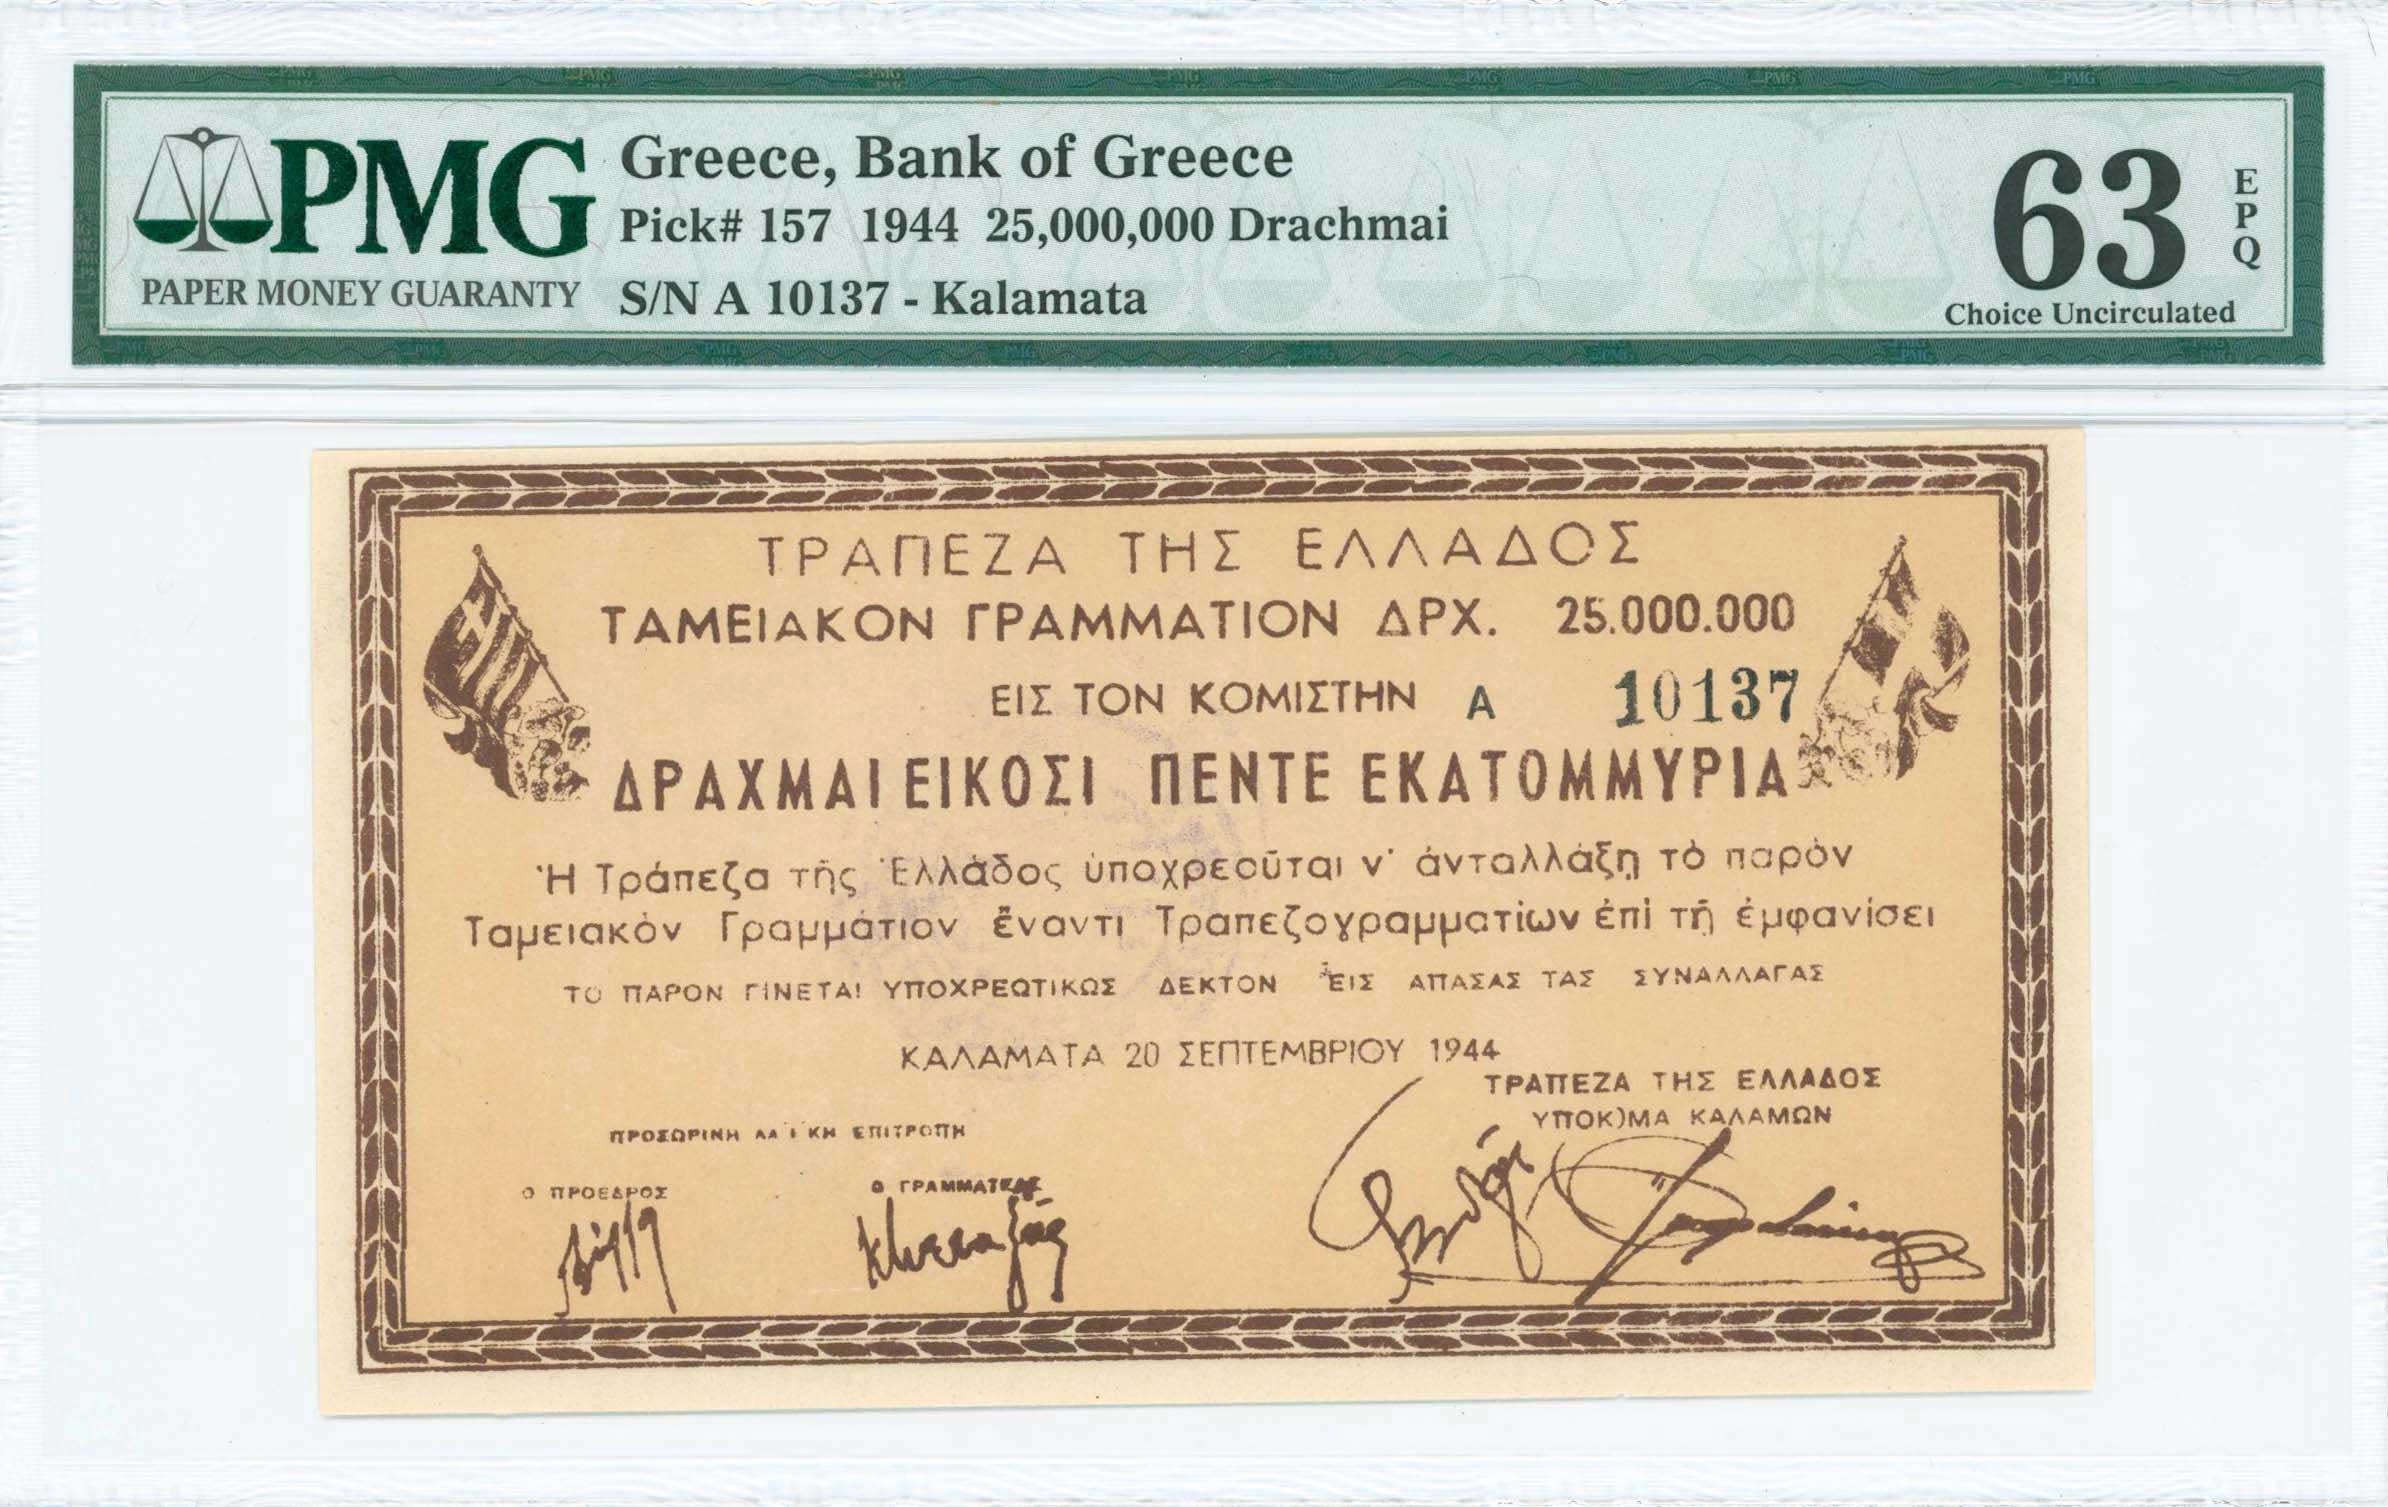 PMG
PAPER MONEY GUARANTY
Greece, Bank of Greece
Pick# 157 1944 25,000,000 Drachmai
S/N A 10137 - Kalamata
63
EPQ
Choice Uncirculated
ΤΡΑΠΕΖΑ ΤΗΣ ΕΛΛΑΔΟΣ
ΤΑΜΕΙΑΚΟΝ ΓΡΑΜΜΑΤΙΟΝ ΔΡΧ. 25.000.000
ΕΙΣ ΤΟΝ ΚΟΜΙΣΤΗΝ Α 10137
ΔΡΑΧΜΑΙ ΕΙΚΟΣΙ ΠΕΝΤΕ ΕΚΑΤΟΜΜΥΡΙΑ
Ἡ Τράπεζα τῆς Ἑλλάδος ὑποχρεοῦται ν' ἀνταλλάξῃ τὸ παρὸν
Ταμειακὸν Γραμμάτιον ἔναντι Τραπεζογραμματίων ἐπὶ τῇ ἐμφανίσει
ΤΟ ΠΑΡΟΝ ΓΙΝΕΤΑΙ ΥΠΟΧΡΕΩΤΙΚΩΣ ΔΕΚΤΟΝ ΕΙΣ ΑΠΑΣΑΣ ΤΑΣ ΣΥΝΑΛΛΑΓΑΣ
ΚΑΛΑΜΑΤΑ 20 ΣΕΠΤΕΜΒΡΙΟΥ 1944
ΤΡΑΠΕΖΑ ΤΗΣ ΕΛΛΑΔΟΣ
ΥΠΟΚ)ΜΑ ΚΑΛΑΜΩΝ
ΠΡΟΣΩΡΙΝΗ ΛΑΪΚΗ ΕΠΙΤΡΟΠΗ
Ο ΠΡΟΕΔΡΟΣ
Ο ΓΡΑΜΜΑΤΕΑΣ